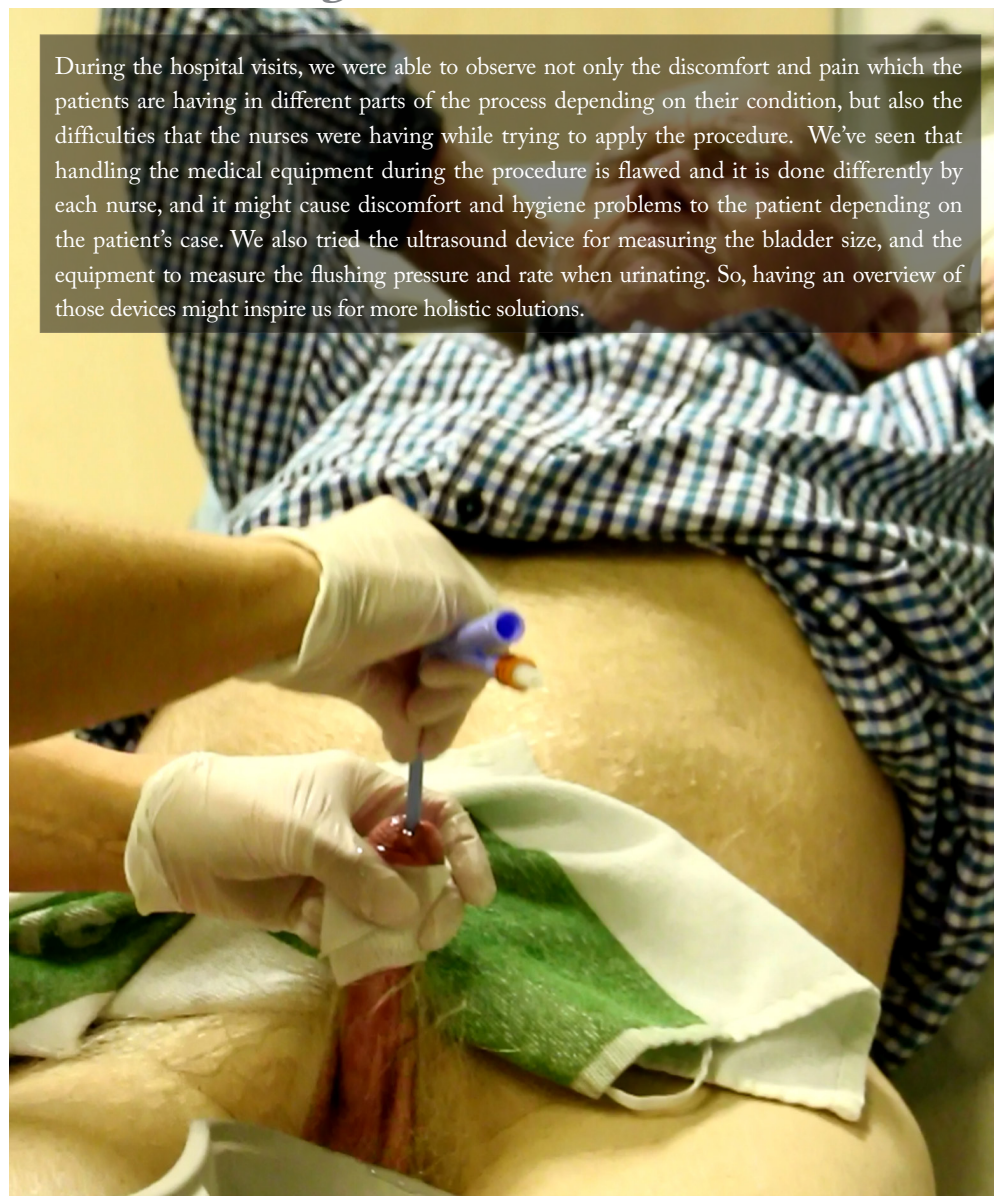 During the hospital visits, we were able to observe not only the discomfort and pain which the
patients are having in different parts of the process depending on their condition, but also the
difficulties that the nurses were having while trying to apply the procedure. We've seen that
handling the medical equipment during the procedure is flawed and it is done differently by
each nurse, and it might cause discomfort and hygiene problems to the patient depending on
the patient's case. We also tried the ultrasound device for measuring the bladder size, and the
equipment to measure the flushing pressure and rate when urinating. So, having an overview of
those devices might inspire us for more holistic solutions.